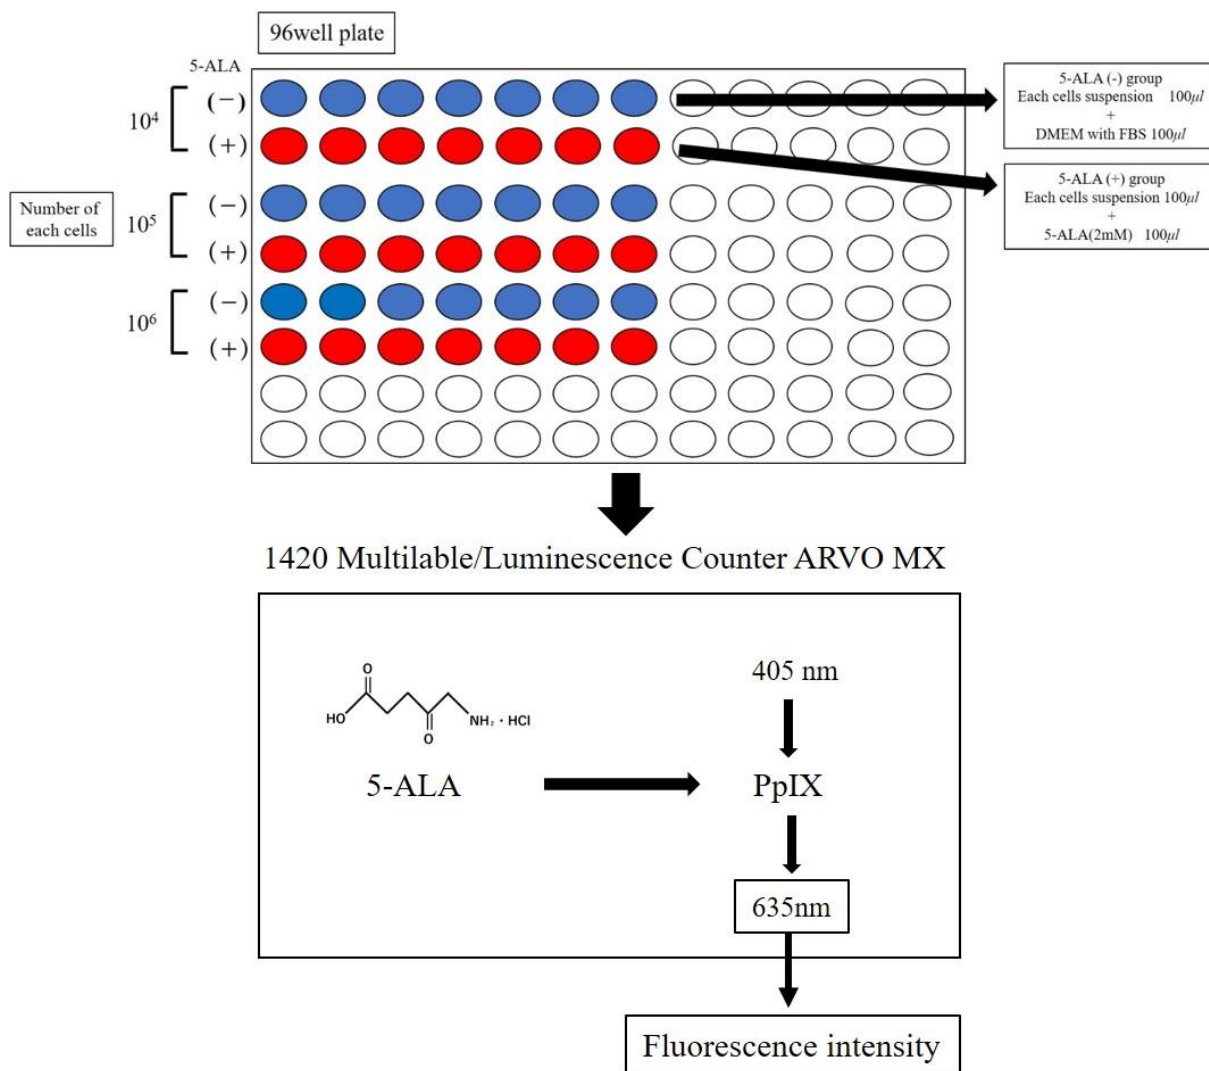 96well plate
5-ALA
(−)
10⁴
(+)
(−)
Number of
each cells
10⁵
(+)
(−)
10⁶
(+)
5-ALA (-) group
Each cells suspension 100μl
+
DMEM with FBS 100μl
5-ALA (+) group
Each cells suspension 100μl
+
5-ALA(2mM) 100μl
1420 Multilable/Luminescence Counter ARVO MX
O
HO
O
NH₂・HCl
5-ALA
405 nm
PpIX
635nm
Fluorescence intensity